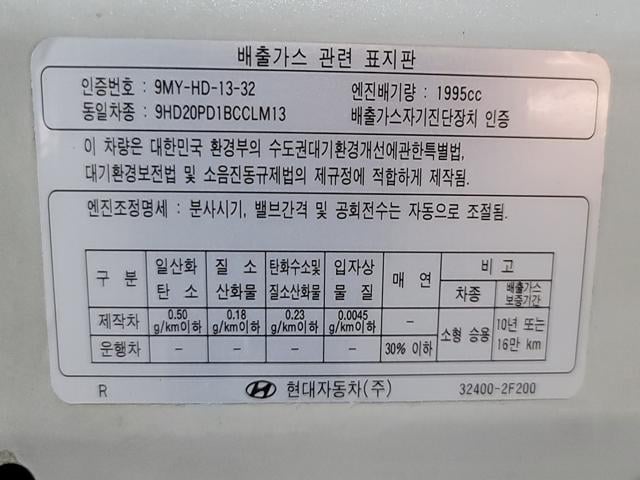 배출가스 관련 표지판
인증번호 : 9MY-HD-13-32 엔진배기량 : 1995cc
동일차종 : 9HD20PD1BCCLM13 배출가스자기진단장치 인증
이 차량은 대한민국 환경부의 수도권대기환경개선에관한특별법,
대기환경보전법 및 소음진동규제법의 제규정에 적합하게 제작됨.
엔진조정명세 : 분사시기, 밸브간격 및 공회전수는 자동으로 조절됨.
구 분 일산화 탄 소 질 소 산화물 탄화수소및 질소산화물 입자상 물 질 매 연 비 고
차종 배출가스 보증기간
제작차 0.50 g/km이하 0.18 g/km이하 0.23 g/km이하 0.0045 g/km이하 – 소형 승용 10년 또는 16만 km
운행차 – – – – 30% 이하
R 현대자동차(주) 32400-2F200